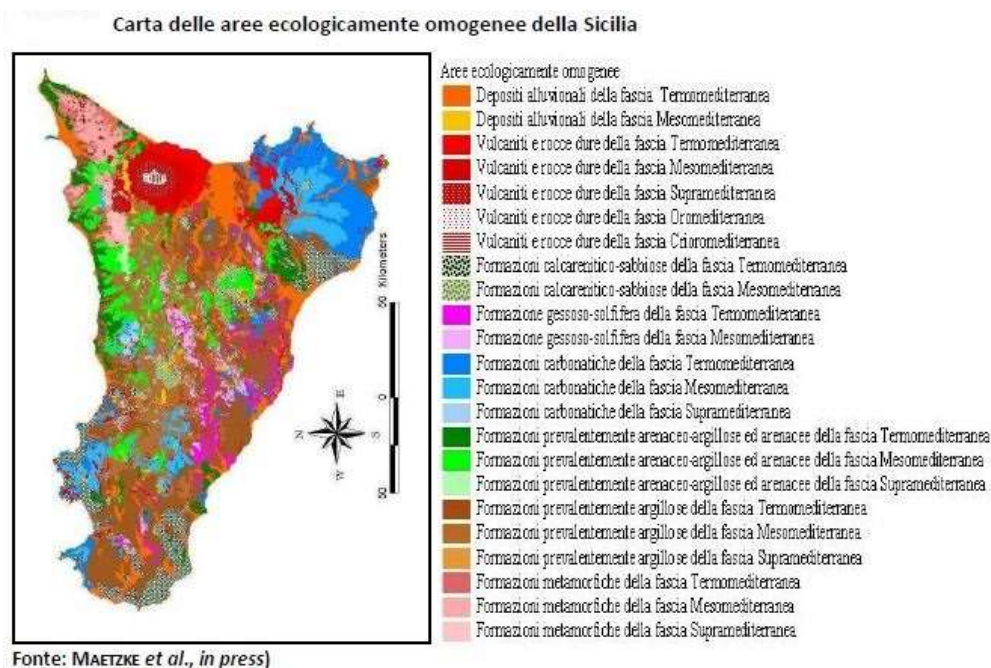 Carta delle aree ecologicamente omogenee della Sicilia
Aree ecologicamente omogenee
Depositi alluvionali della fascia Termomediterranea
Depositi alluvionali della fascia Mesomediterranea
Vulcaniti e rocce dure della fascia Termomediterranea
Vulcaniti e rocce dure della fascia Mesomediterranea
Vulcaniti e rocce dure della fascia Supramediterranea
Vulcaniti e rocce dure della fascia Oromediterranea
Vulcaniti e rocce dure della fascia Crioromediterranea
Formazioni calcarenitico-sabbiose della fascia Termomediterranea
Formazioni calcarenitico-sabbiose della fascia Mesomediterranea
Formazione gessoso-solfifera della fascia Termomediterranea
Formazione gessoso-solfifera della fascia Mesomediterranea
Formazioni carbonatiche della fascia Termomediterranea
Formazioni carbonatiche della fascia Mesomediterranea
Formazioni carbonatiche della fascia Supramediterranea
Formazioni prevalentemente arenaceo-argillose ed arenacee della fascia Termomediterranea
Formazioni prevalentemente arenaceo-argillose ed arenacee della fascia Mesomediterranea
Formazioni prevalentemente arenaceo-argillose ed arenacee della fascia Supramediterranea
Formazioni prevalentemente argillose della fascia Termomediterranea
Formazioni prevalentemente argillose della fascia Mesomediterranea
Formazioni prevalentemente argillose della fascia Supramediterranea
Formazioni metamorfiche della fascia Termomediterranea
Formazioni metamorfiche della fascia Mesomediterranea
Formazioni metamorfiche della fascia Supramediterranea
50 0 50 Kilometers
N
E
S
W
Fonte: MAETZKE et al., in press)